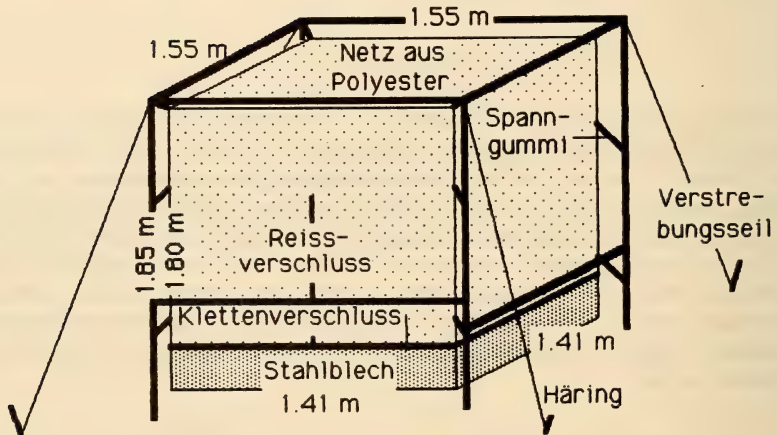 1.55 m
1.55 m
Netz aus
Polyester
Spann-
gummi
Verstre-
bungsseil
1.85 m
1.80 m
Reiss-
verschluss
Klettenverschluss
1.41 m
Stahlblech
1.41 m
Häring